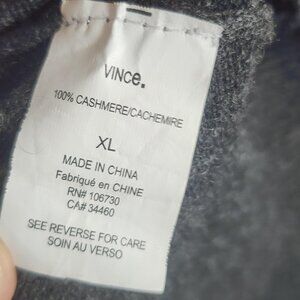 VINCe.
100% CASHMERE/CACHEMIRE
XL
MADE IN CHINA
Fabriqué en CHINE
RN# 106730
CA# 34460
SEE REVERSE FOR CARE
SOIN AU VERSO